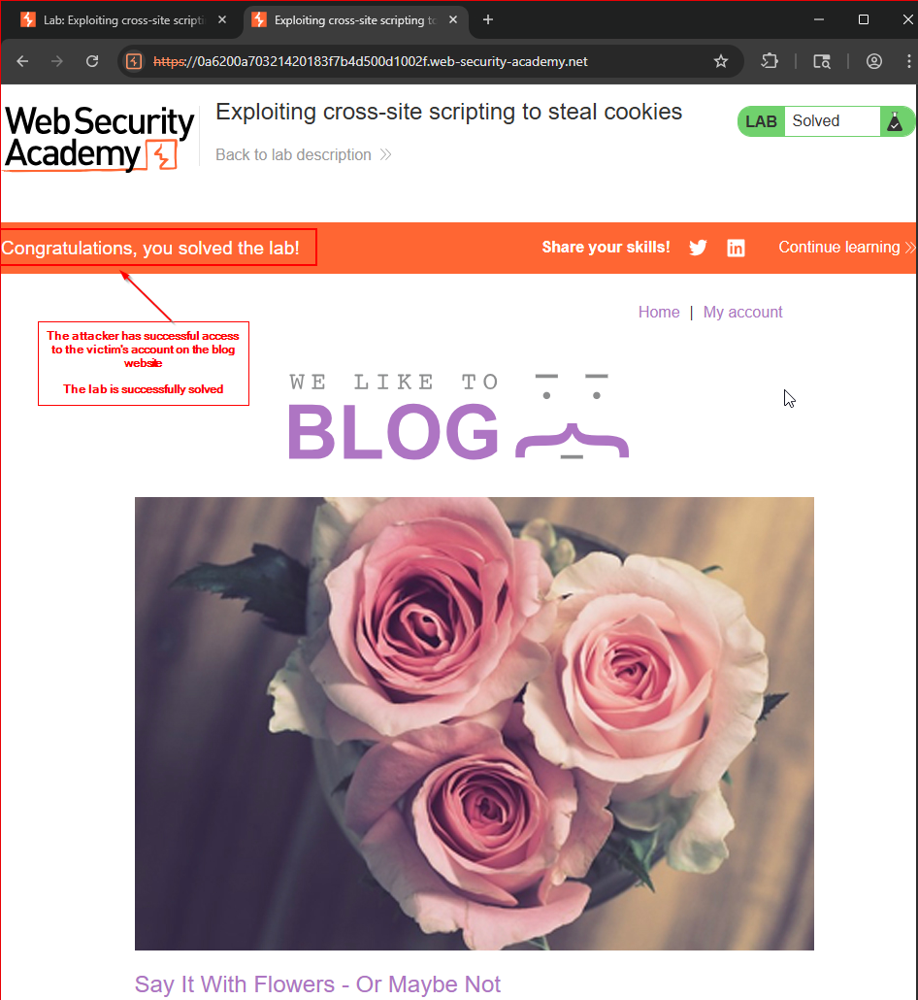 Lab: Exploiting cross-site scripti
Exploiting cross-site scripting to
https://0a6200a70321420183f7b4d500d1002f.web-security-academy.net
Web Security
Academy
Exploiting cross-site scripting to steal cookies
Back to lab description
LAB
Solved
Congratulations, you solved the lab!
Share your skills!
Continue learning
The attacker has successful access
to the victim's account on the blog
website
The lab is successfully solved
Home | My account
WE LIKE TO
BLOG
Say It With Flowers - Or Maybe Not